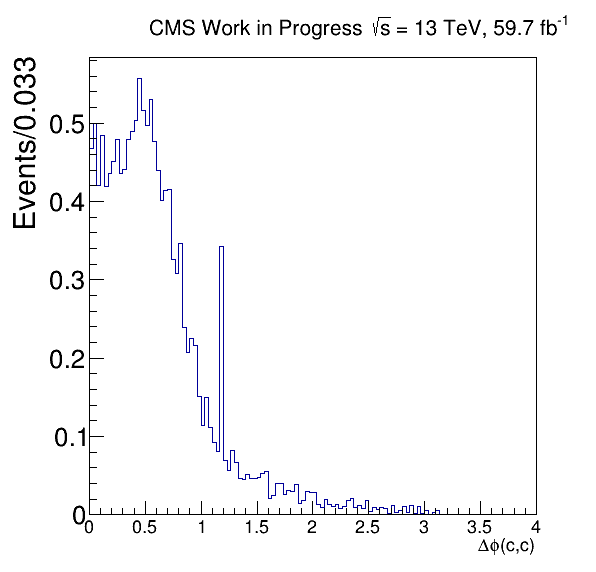 CMS Work in Progress √s = 13 TeV, 59.7 fb⁻¹
Events/0.033
0.5
0.4
0.3
0.2
0.1
0
0 0.5 1 1.5 2 2.5 3 3.5 4
Δϕ(c,c)